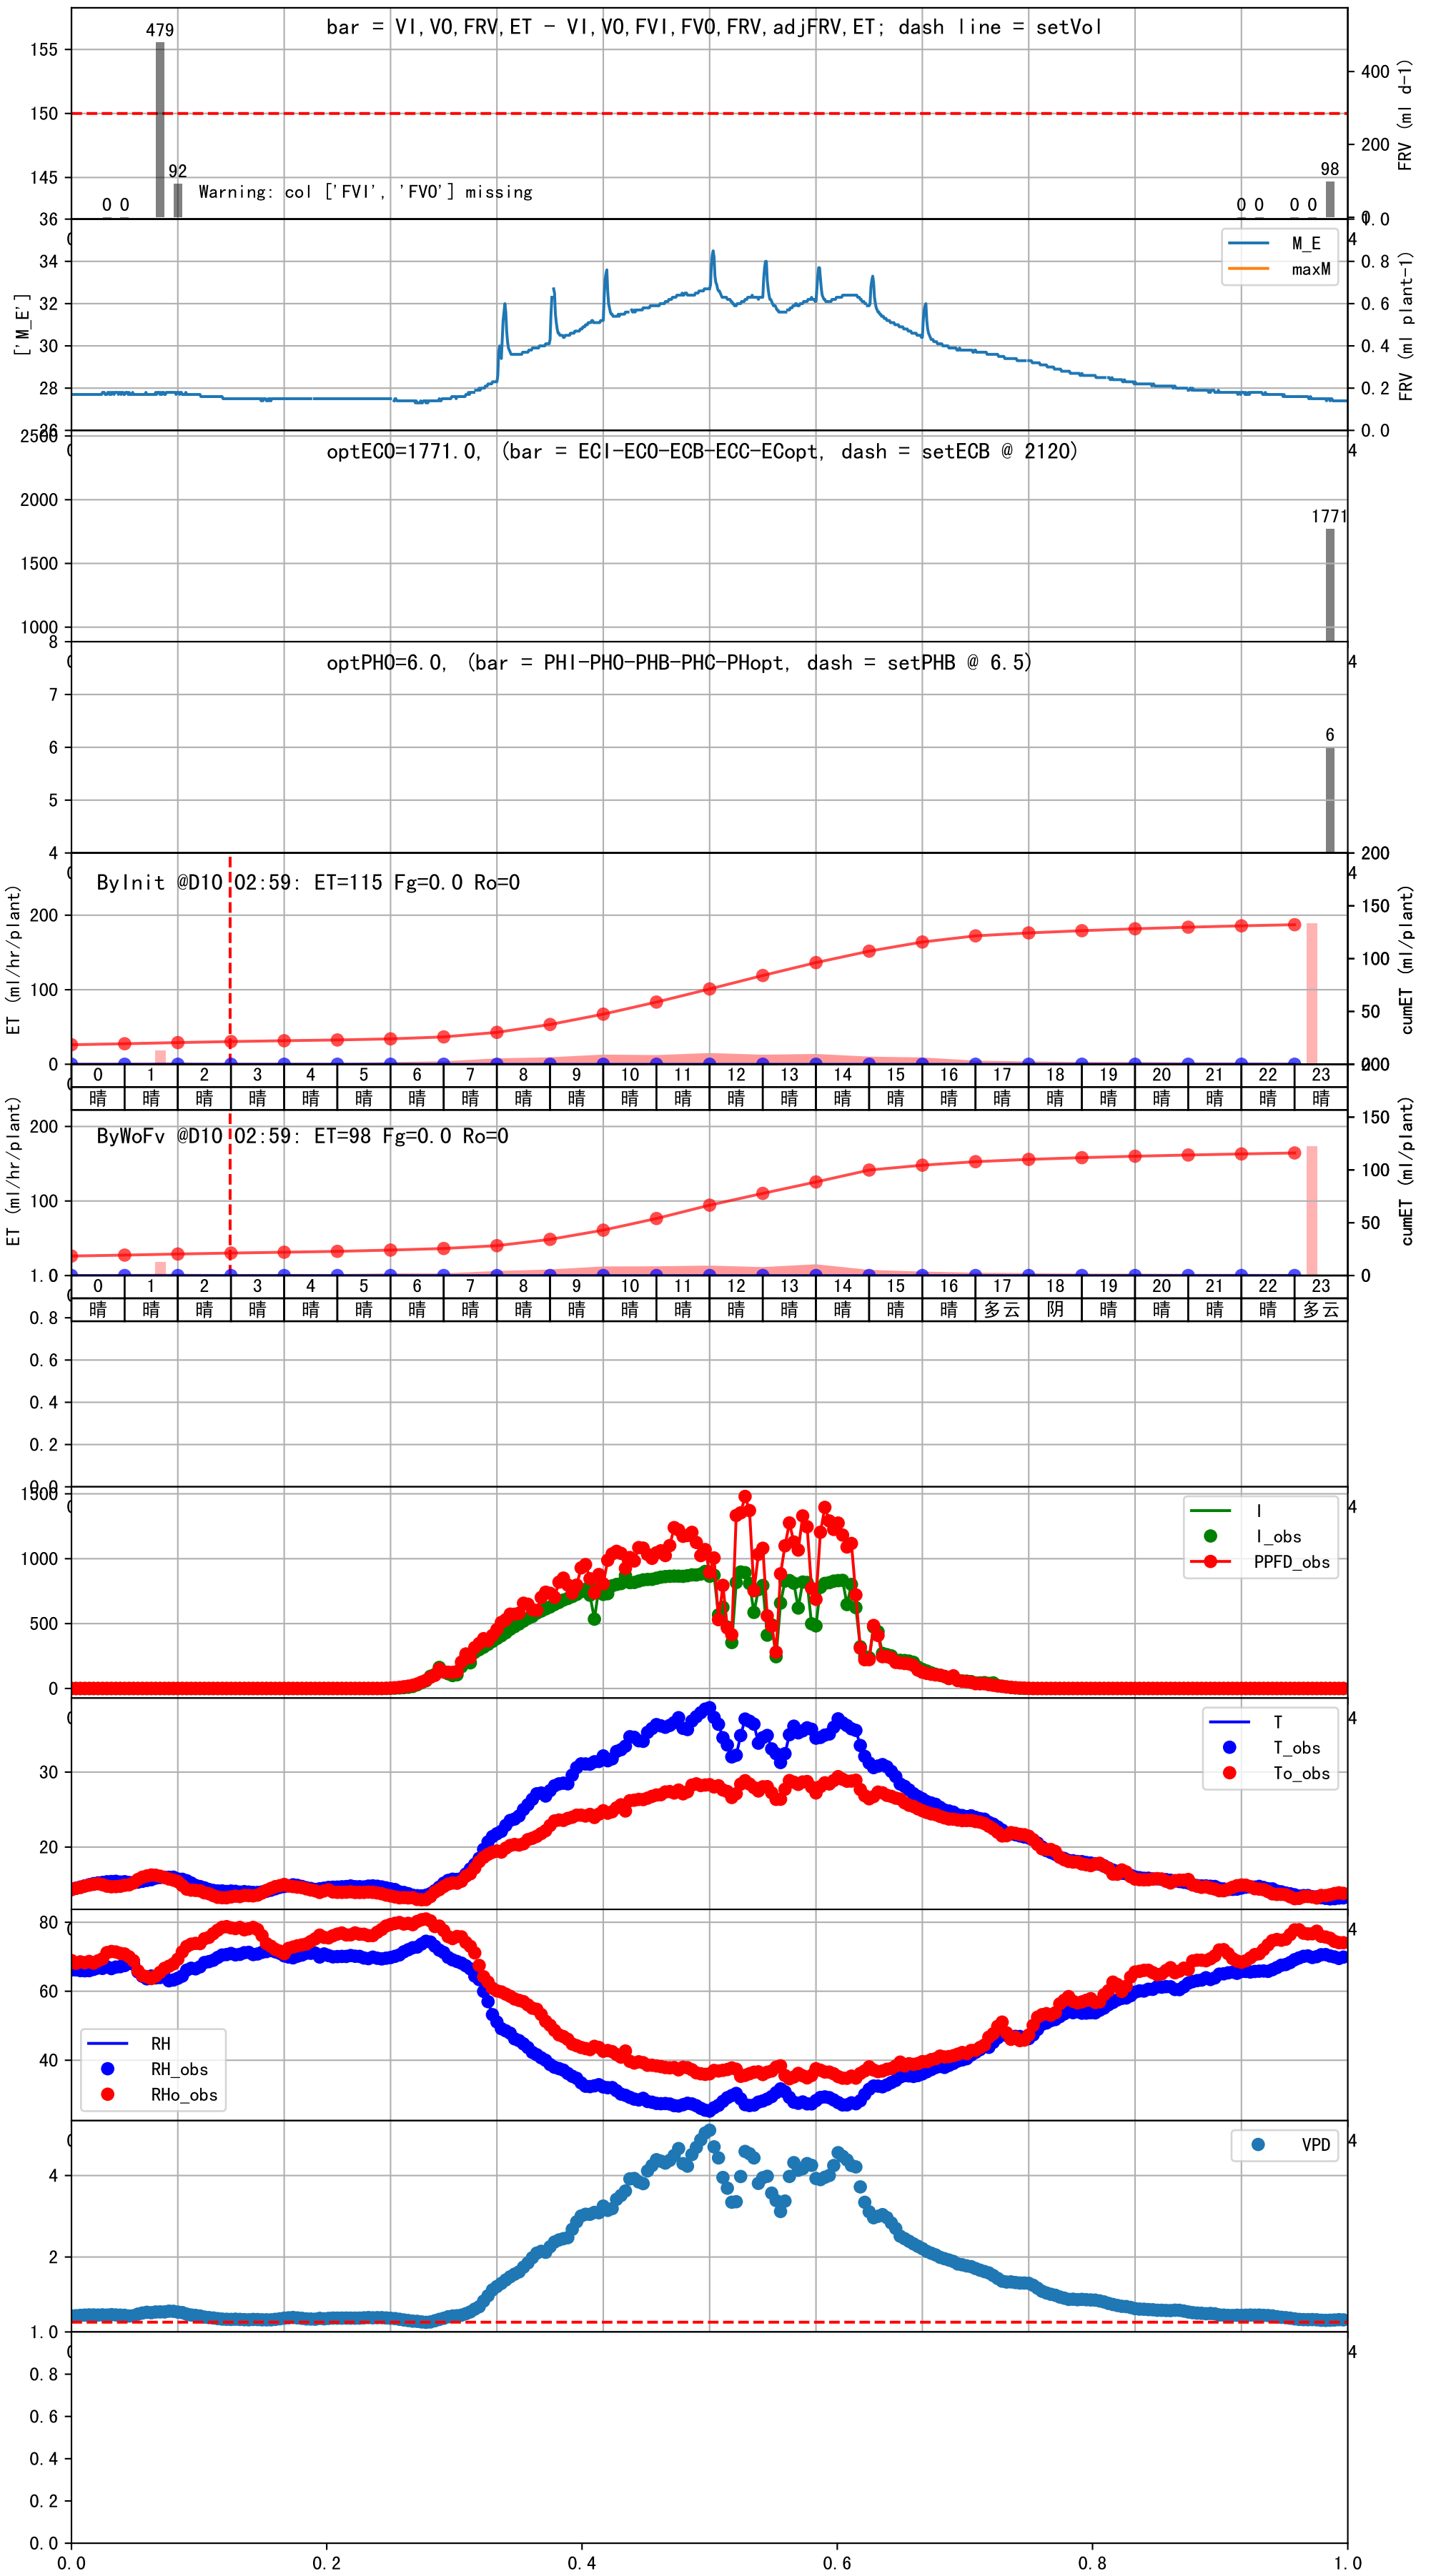 bar = VI,VO,FRV,ET - VI,VO,FVI,FVO,FRV,adjFRV,ET; dash line = setVol
479
155
400
150
200
145
92
98
Warning: col ['FVI', 'FVO'] missing
0 0
0 0 0 0
FRV (ml d-1)
36
1.0
M_E
maxM
34
0.8
32
0.6
30
0.4
28
0.2
26
0.0
['M_E']
FRV (ml plant-1)
2500
optECO=1771.0, (bar = ECI-ECO-ECB-ECC-ECopt, dash = setECB @ 2120)
2000
1771
1500
1000
8
optPHO=6.0, (bar = PHI-PHO-PHB-PHC-PHopt, dash = setPHB @ 6.5)
7
6
6
5
4
200
ByInit @D10 02:59: ET=115 Fg=0.0 Ro=0
200
150
100
100
50
0
ET (ml/hr/plant)
cumET (ml/plant)
0 1 2 3 4 5 6 7 8 9 10 11 12 13 14 15 16 17 18 19 20 21 22 23
晴 晴 晴 晴 晴 晴 晴 晴 晴 晴 晴 晴 晴 晴 晴 晴 晴 晴 晴 晴 晴 晴 晴 晴
ByWoFv @D10 02:59: ET=98 Fg=0.0 Ro=0
200
150
100
100
50
0
ET (ml/hr/plant)
cumET (ml/plant)
1.0
0 1 2 3 4 5 6 7 8 9 10 11 12 13 14 15 16 17 18 19 20 21 22 23
晴 晴 晴 晴 晴 晴 晴 晴 晴 晴 晴 晴 晴 晴 晴 晴 晴 多云 阴 晴 晴 晴 晴 多云
0.8
0.6
0.4
0.2
0.0
1500
1000
500
0
I
I_obs
PPFD_obs
30
20
T
T_obs
To_obs
80
60
40
RH
RH_obs
RHo_obs
4
2
VPD
1.0
0.8
0.6
0.4
0.2
0.0
0.0 0.2 0.4 0.6 0.8 1.0